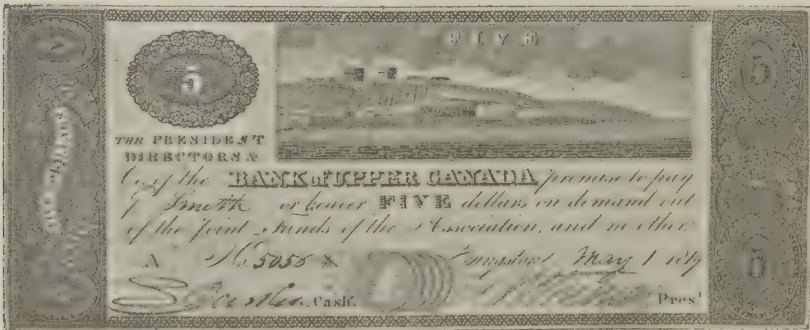 FIVE
5
5
THE PRESIDENT
DIRECTORS &
Co. of the BANK of UPPER CANADA, promise to pay
Smith or bearer FIVE dollars on demand out
of the Joint Funds of the Association, and no other
A No. 5055 Kingston May 1 1819
Cash. Pres't
5